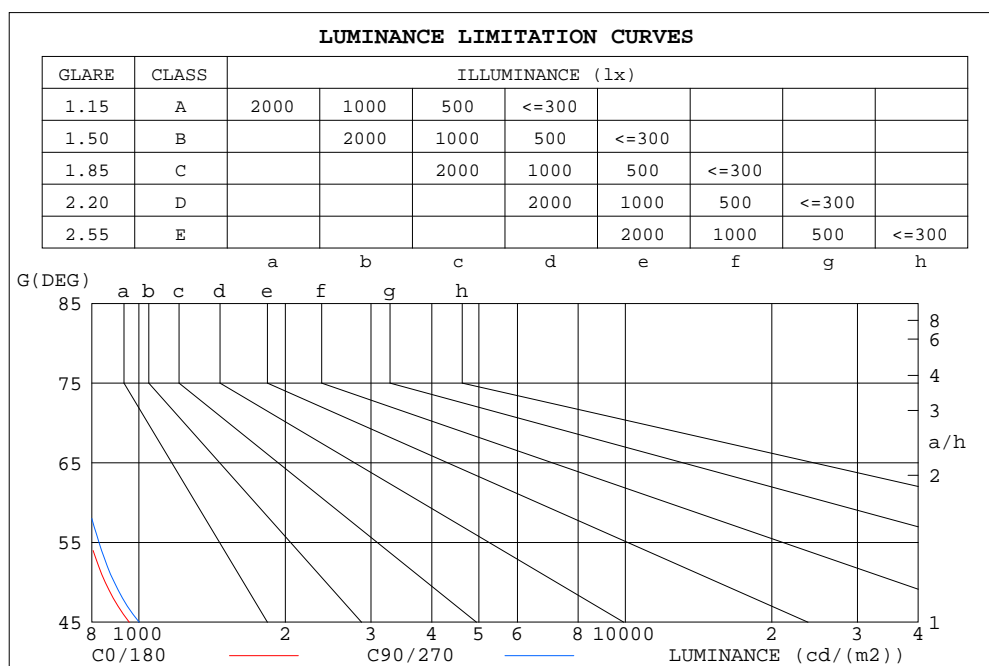 LUMINANCE LIMITATION CURVES
GLARE CLASS ILLUMINANCE (lx)
1.15 A 2000 1000 500 <=300
1.50 B 2000 1000 500 <=300
1.85 C 2000 1000 500 <=300
2.20 D 2000 1000 500 <=300
2.55 E 2000 1000 500 <=300
a b c d e f g h
G(DEG)
a b c d e f g h
85
8
6
75
4
3
a/h
65
2
55
45
1
8 1000 2 3 4 5 6 8 10000 2 3 4
C0/180 C90/270 LUMINANCE (cd/(m2))